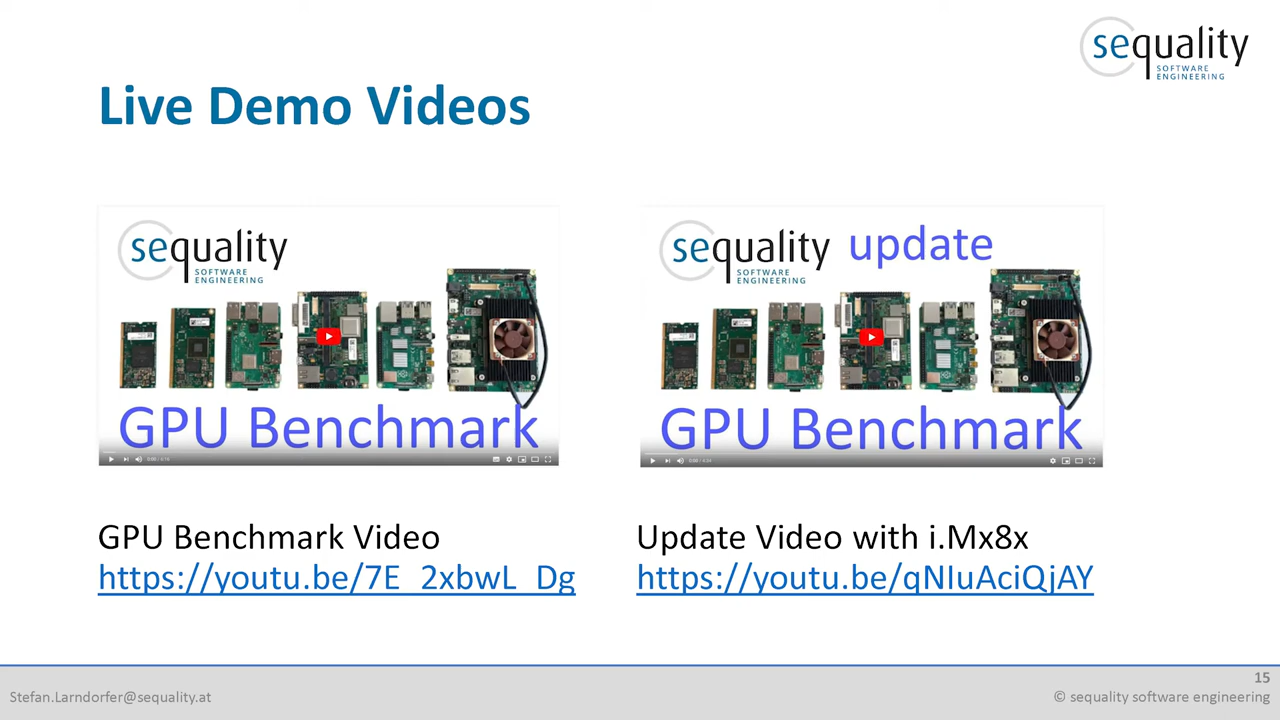 sequality
SOFTWARE
ENGINEERING
Live Demo Videos
sequality
SOFTWARE
ENGINEERING
GPU Benchmark
sequality
SOFTWARE
ENGINEERING
update
GPU Benchmark
GPU Benchmark Video
https://youtu.be/7E_2xbwL_Dg
Update Video with i.Mx8x
https://youtu.be/qNIuAciQjAY
15
Stefan.Larndorfer@sequality.at
© sequality software engineering